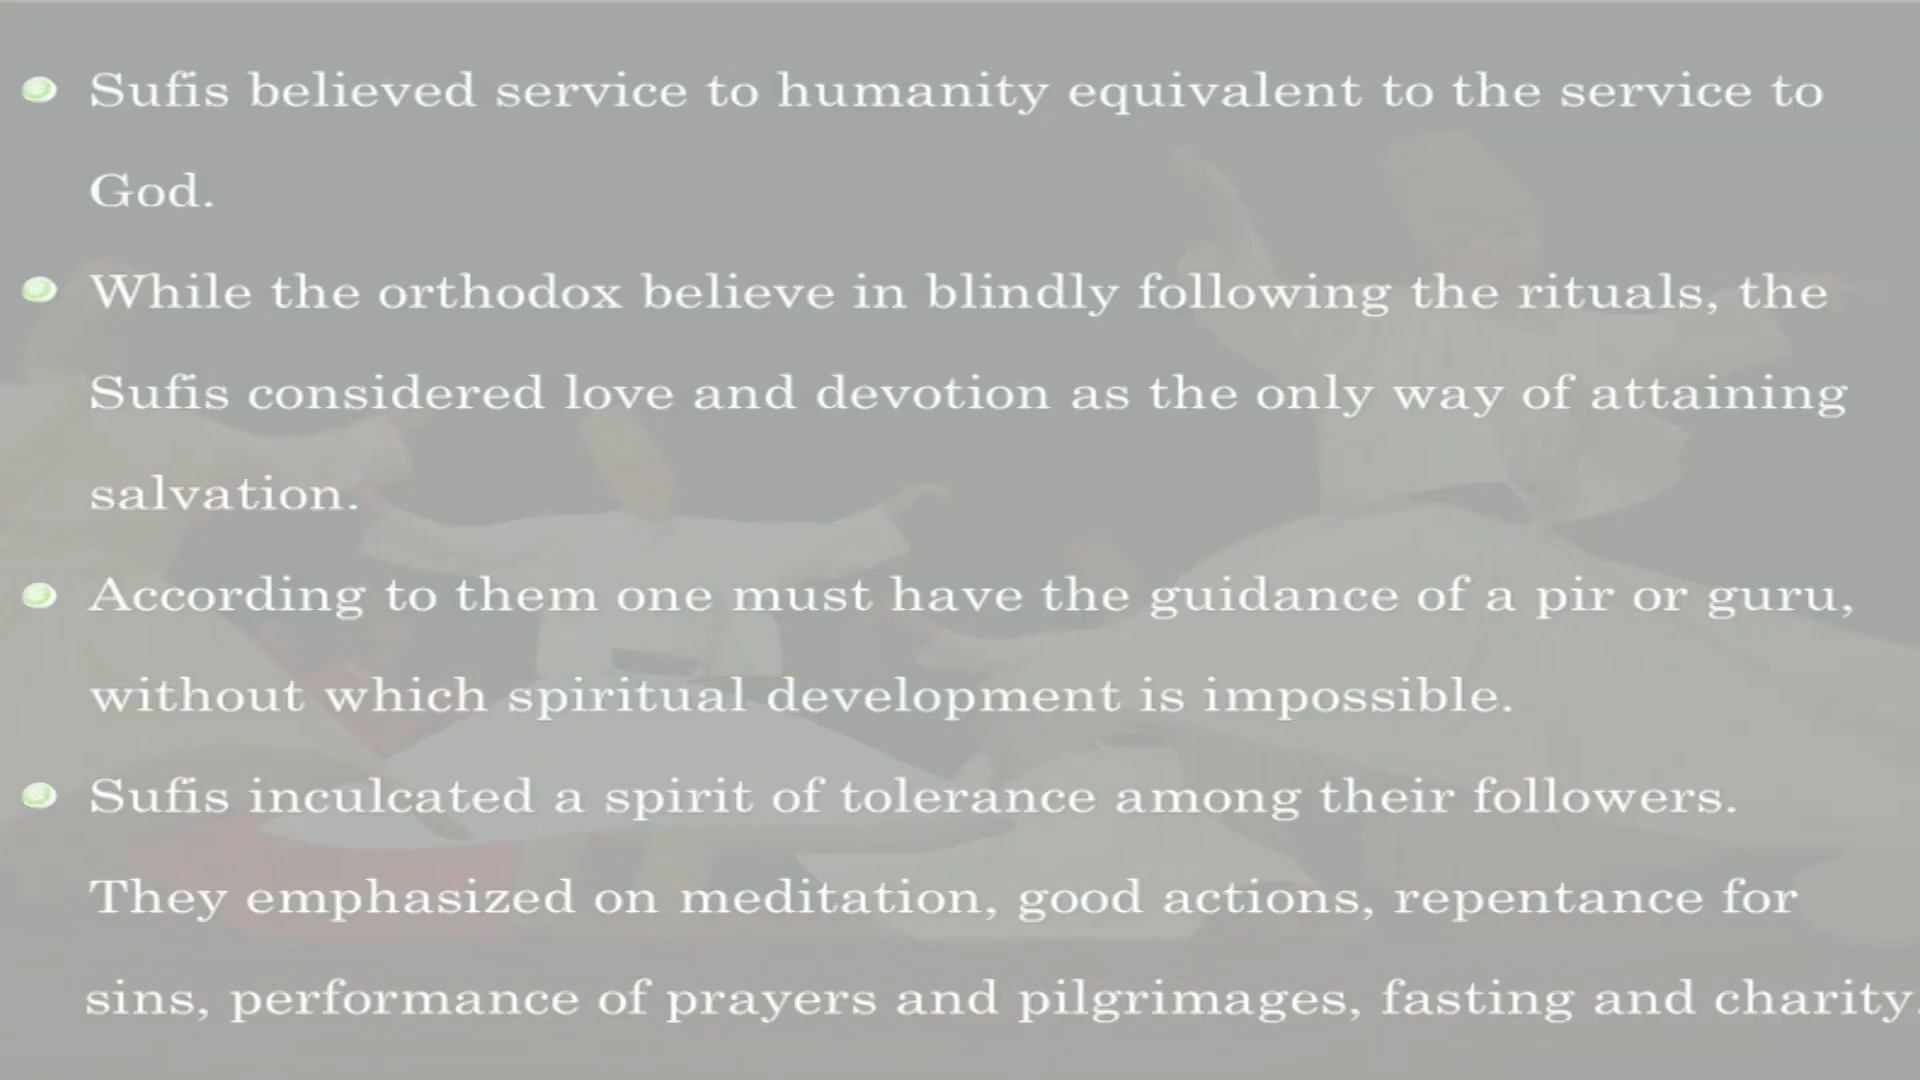 Sufis believed service to humanity equivalent to the service to
God.
While the orthodox believe in blindly following the rituals, the
Sufis considered love and devotion as the only way of attaining
salvation.
According to them one must have the guidance of a pir or guru,
without which spiritual development is impossible.
Sufis inculcated a spirit of tolerance among their followers.
They emphasized on meditation, good actions, repentance for
sins, performance of prayers and pilgrimages, fasting and charity.